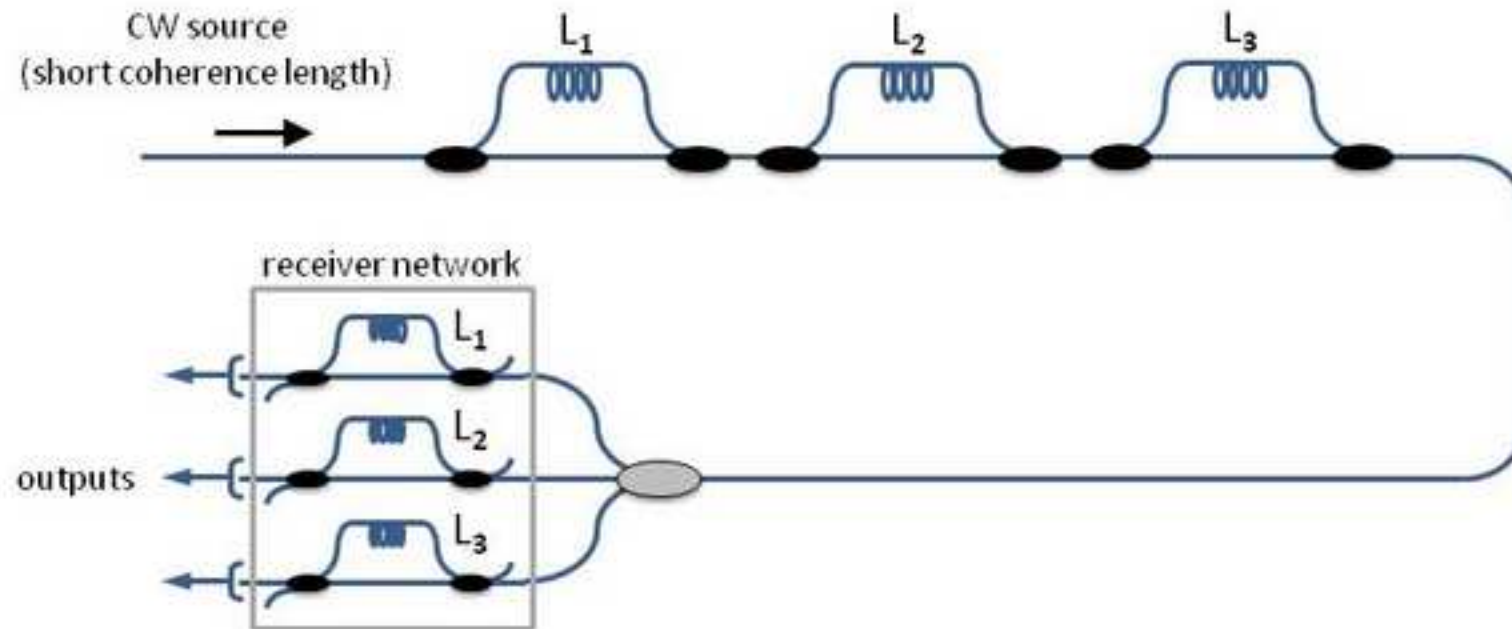 CW source
(short coherence length)
L₁
L₂
L₃
receiver network
L₁
L₂
L₃
outputs